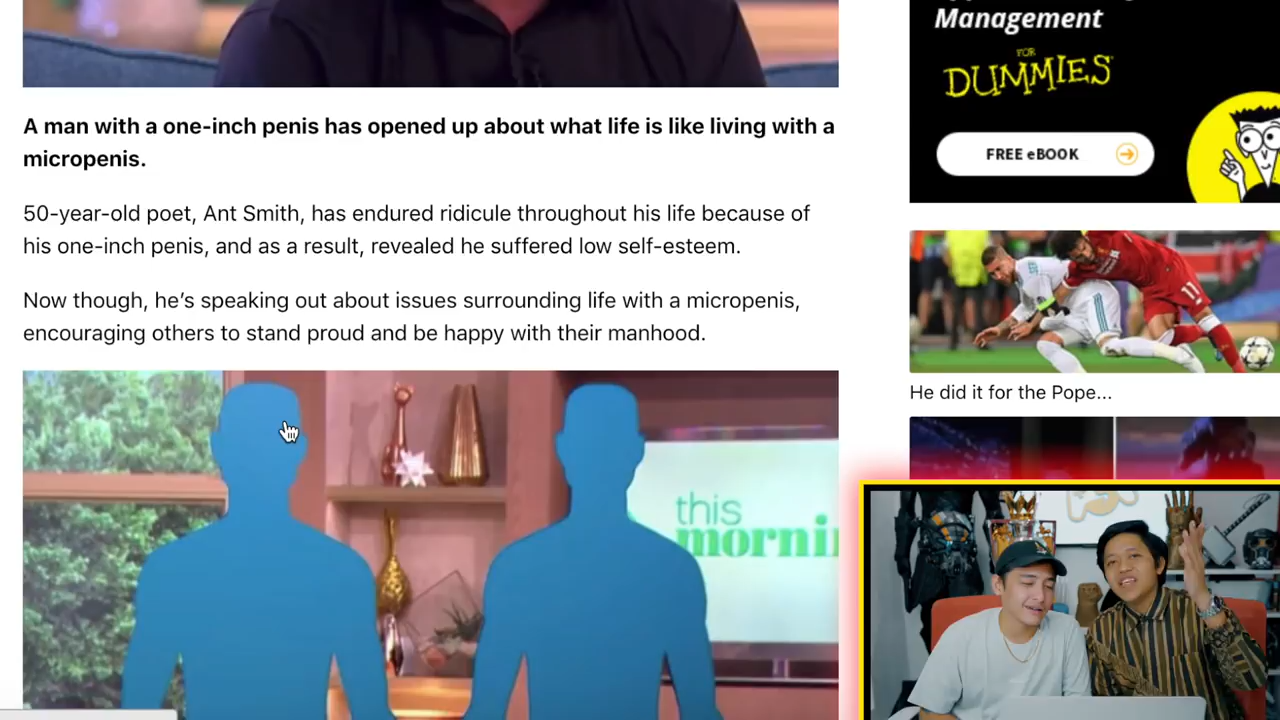 A man with a one-inch penis has opened up about what life is like living with a
micropenis.
50-year-old poet, Ant Smith, has endured ridicule throughout his life because of
his one-inch penis, and as a result, revealed he suffered low self-esteem.
Now though, he’s speaking out about issues surrounding life with a micropenis,
encouraging others to stand proud and be happy with their manhood.
this
Management
FOR
DUMMIES
FREE eBOOK
11
He did it for the Pope...